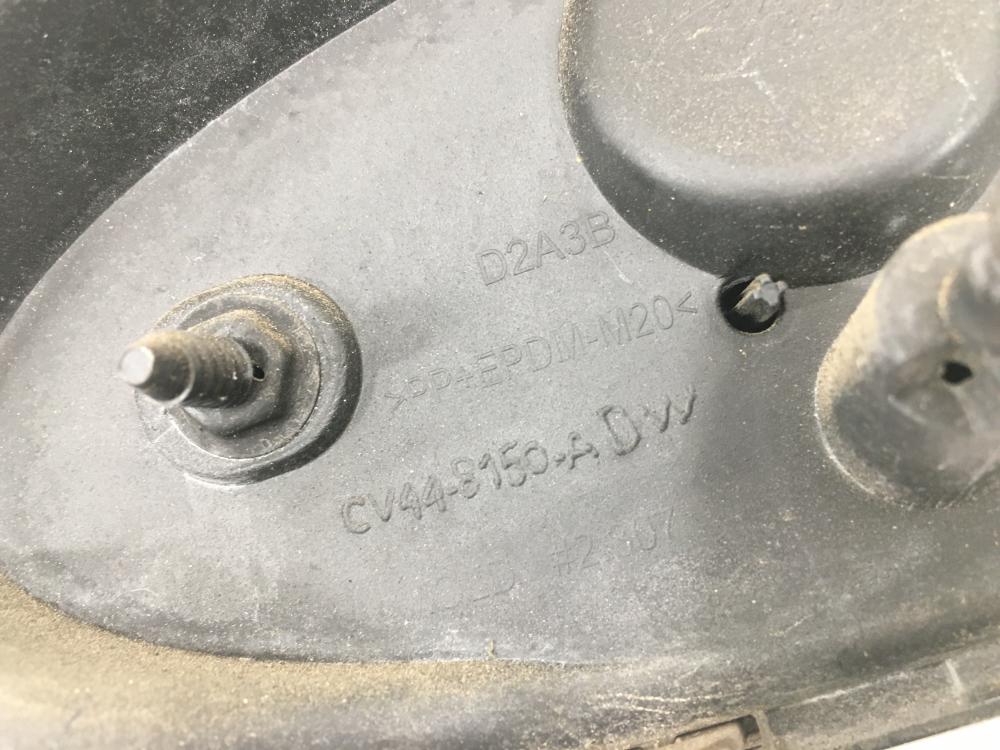 D2A3B
>PP+EPDM-M20<
CV44-8150-A DW